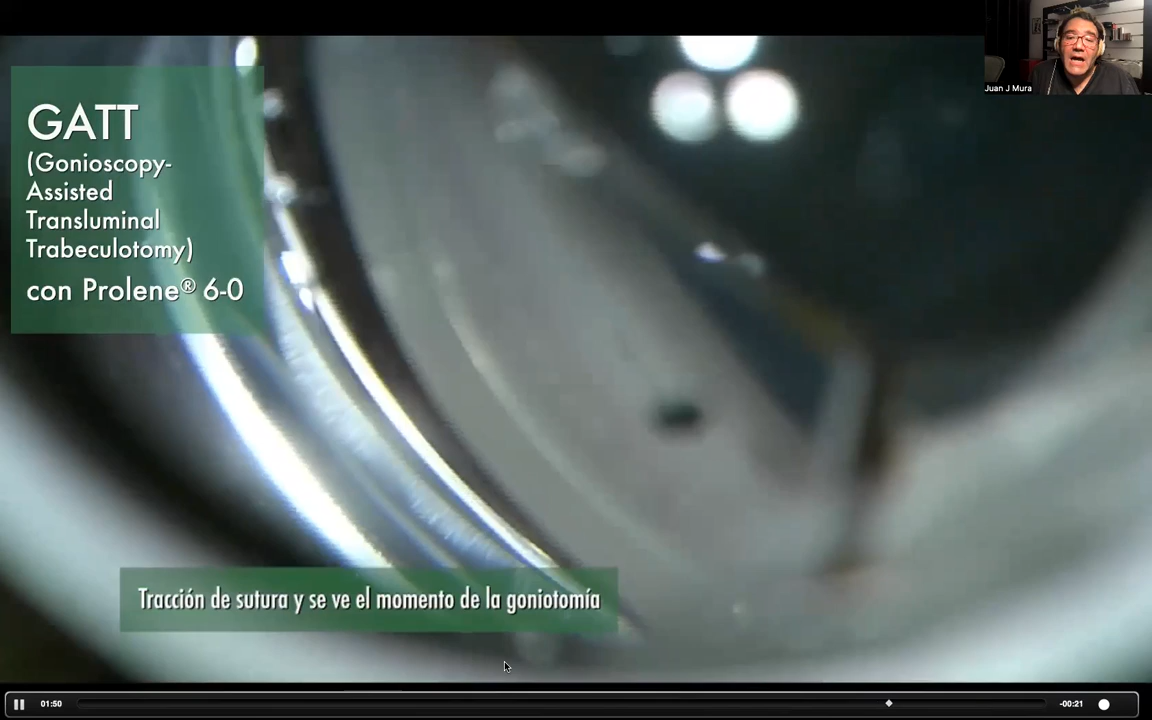 GATT
(Gonioscopy-
Assisted
Transluminal
Trabeculotomy)
con Prolene® 6-0
Juan J Mura
Tracción de sutura y se ve el momento de la goniotomía
01:50
-00:21